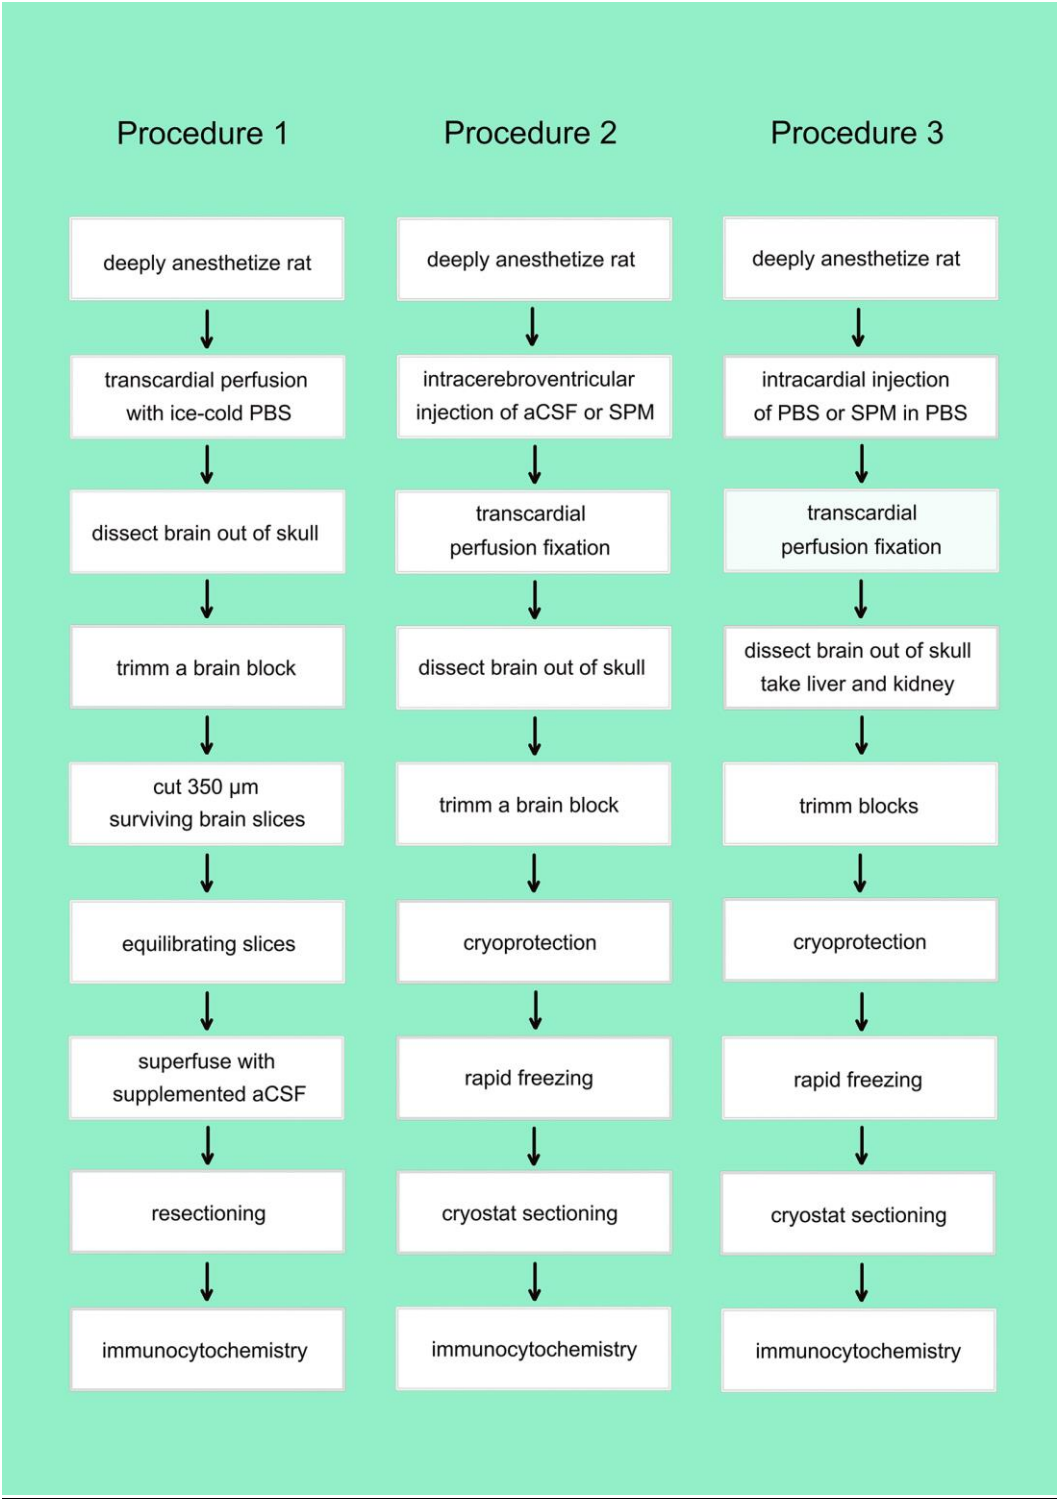 Procedure 1
deeply anesthetize rat
transcardial perfusion
with ice-cold PBS
dissect brain out of skull
trimm a brain block
cut 350 µm
surviving brain slices
equilibrating slices
superfuse with
supplemented aCSF
resectioning
immunocytochemistry
Procedure 2
deeply anesthetize rat
intracerebroventricular
injection of aCSF or SPM
transcardial
perfusion fixation
dissect brain out of skull
trimm a brain block
cryoprotection
rapid freezing
cryostat sectioning
immunocytochemistry
Procedure 3
deeply anesthetize rat
intracardial injection
of PBS or SPM in PBS
transcardial
perfusion fixation
dissect brain out of skull
take liver and kidney
trimm blocks
cryoprotection
rapid freezing
cryostat sectioning
immunocytochemistry